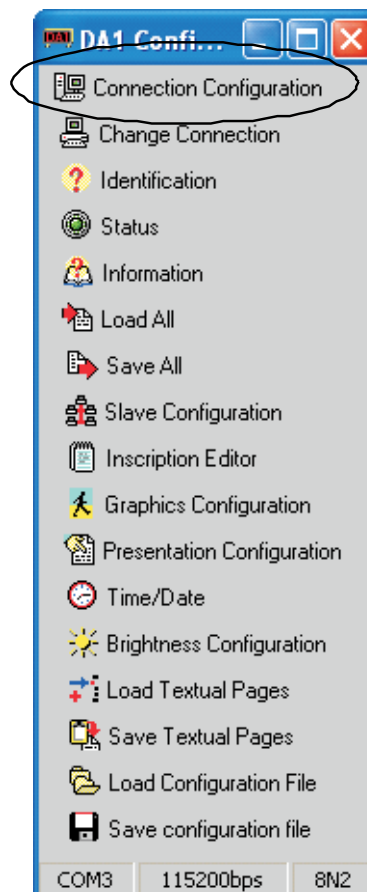 DA1 Confi...
Connection Configuration
Change Connection
Identification
Status
Information
Load All
Save All
Slave Configuration
Inscription Editor
Graphics Configuration
Presentation Configuration
Time/Date
Brightness Configuration
Load Textual Pages
Save Textual Pages
Load Configuration File
Save configuration file
COM3 115200bps 8N2